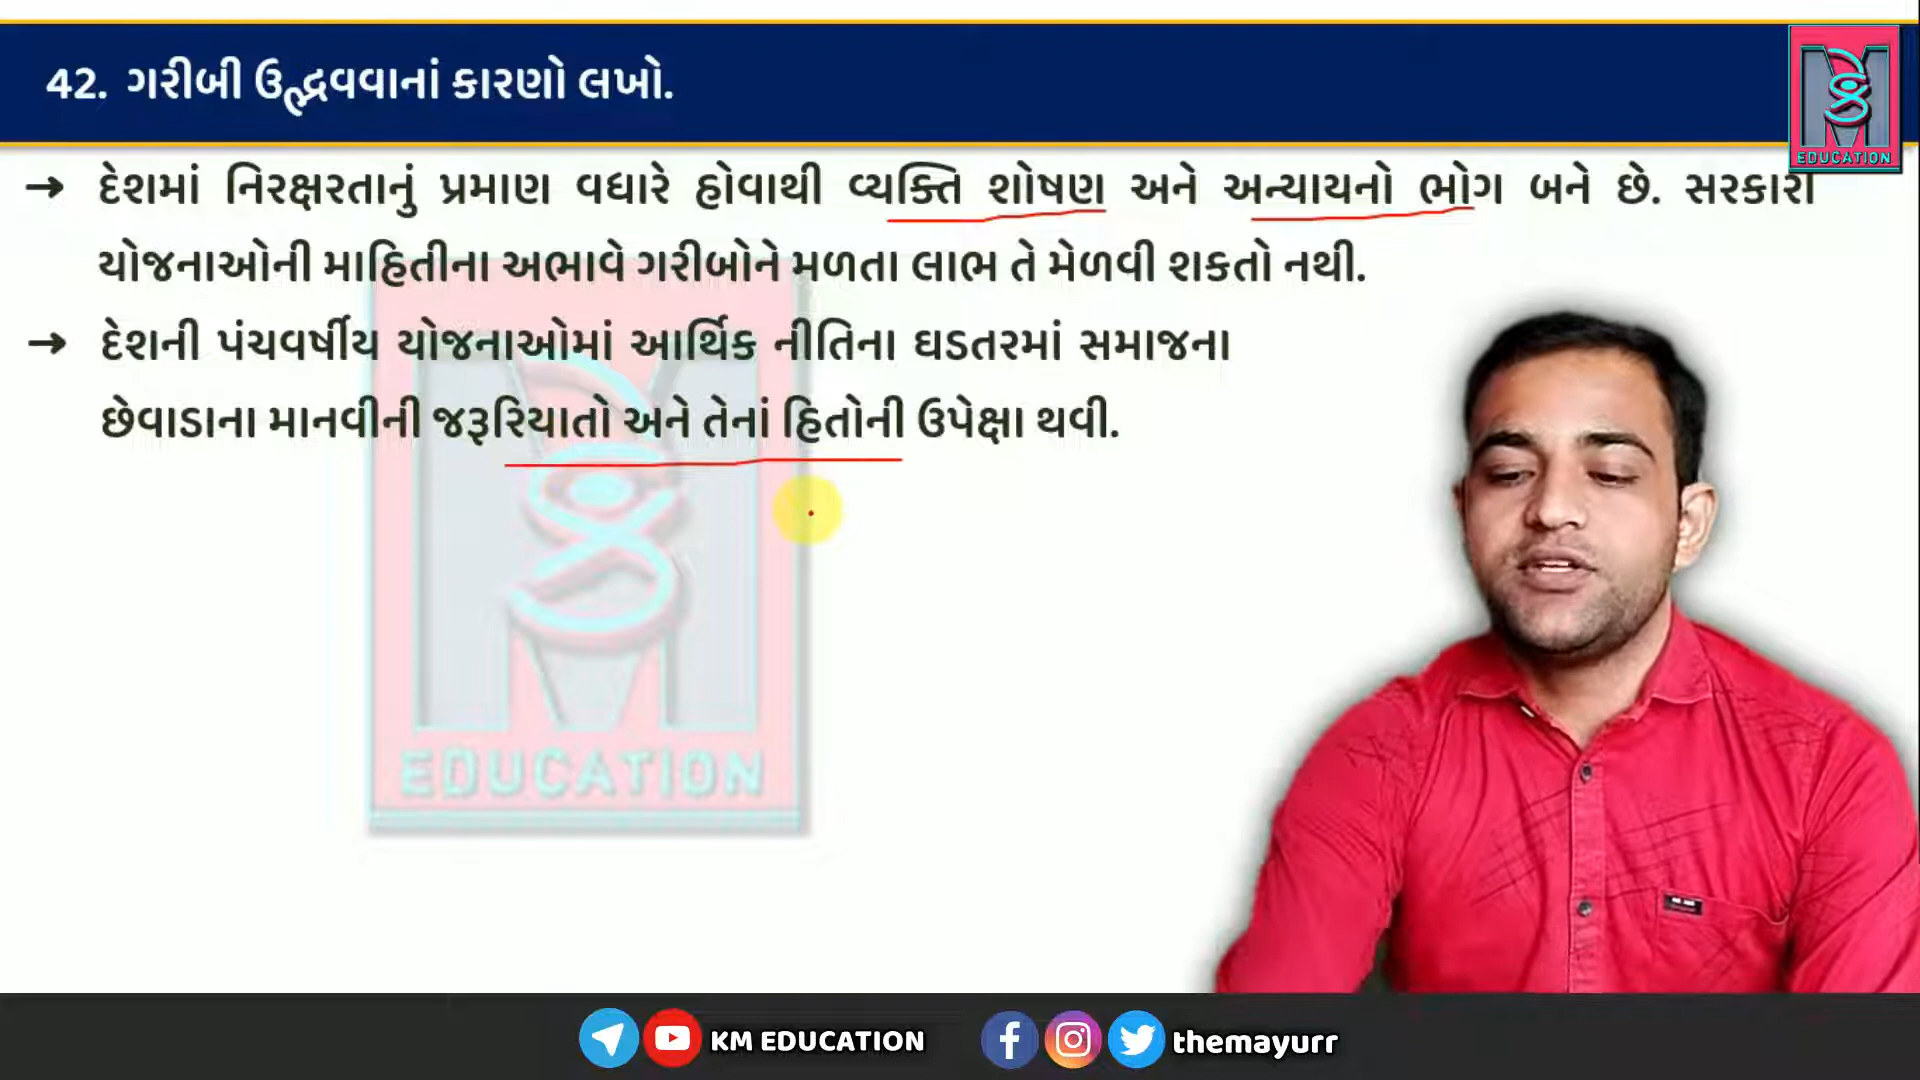 42. ગરીબી ઉદ્ભવવાનાં કારણો લખો.
EDUCATION
→ દેશમાં નિરક્ષરતાનું પ્રમાણ વધારે હોવાથી વ્યક્તિ શોષણ અને અન્યાયનો ભોગ બને છે. સરકારી
યોજનાઓની માહિતીના અભાવે ગરીબોને મળતા લાભ તે મેળવી શકતો નથી.
→ દેશની પંચવર્ષીય યોજનાઓમાં આર્થિક નીતિના ઘડતરમાં સમાજના
છેવાડાના માનવીની જરૂરિયાતો અને તેનાં હિતોની ઉપેક્ષા થવી.
EDUCATION
KM EDUCATION themayurr